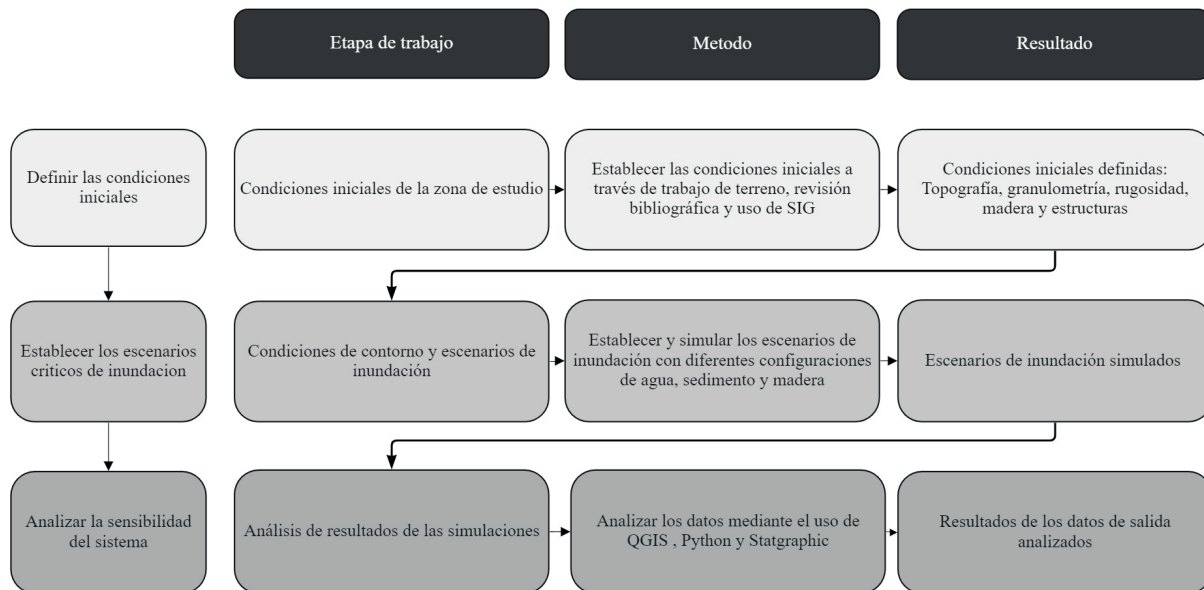 Etapa de trabajo
Metodo
Resultado
Definir las condiciones
iniciales
Condiciones iniciales de la zona de estudio
Establecer las condiciones iniciales a
través de trabajo de terreno, revisión
bibliográfica y uso de SIG
Condiciones iniciales definidas:
Topografía, granulometría, rugosidad,
madera y estructuras
Establecer los escenarios
criticos de inundacion
Condiciones de contorno y escenarios de
inundación
Establecer y simular los escenarios de
inundación con diferentes configuraciones
de agua, sedimento y madera
Escenarios de inundación simulados
Analizar la sensibilidad
del sistema
Análisis de resultados de las simulaciones
Analizar los datos mediante el uso de
QGIS , Python y Statgraphic
Resultados de los datos de salida
analizados